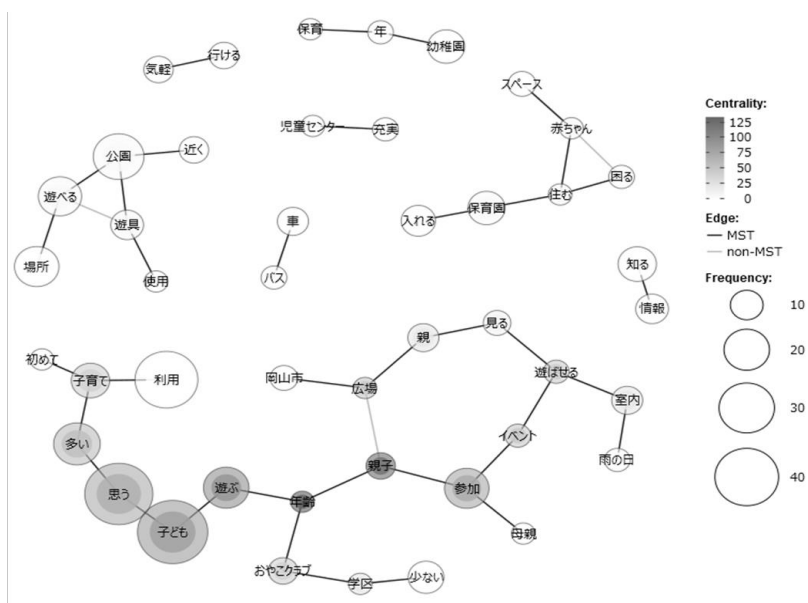 保育
年
幼稚園
行ける
気軽
スペース
Centrality:
125
100
75
50
25
0
児童センター
充実
赤ちゃん
公園
近く
困る
遊べる
住む
保育園
入れる
遊具
車
Edge:
MST
non-MST
場所
使用
バス
知る
情報
Frequency:
10
20
30
40
見る
親
初めて
子育て
利用
岡山市
広場
遊ばせる
室内
多い
イベント
雨の日
親子
参加
思う
遊ぶ
年齢
子ども
母親
おやこクラブ
学区
少ない